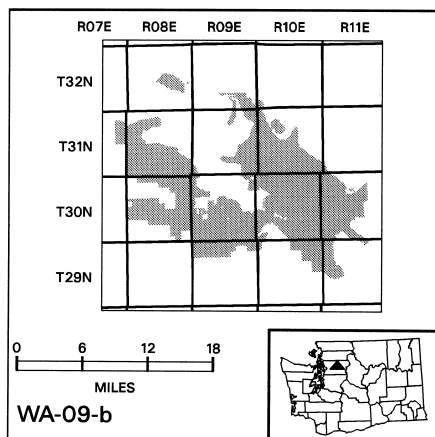 R07E R08E R09E R10E R11E
T32N
T31N
T30N
T29N
0 6 12 18
MILES
WA-09-b